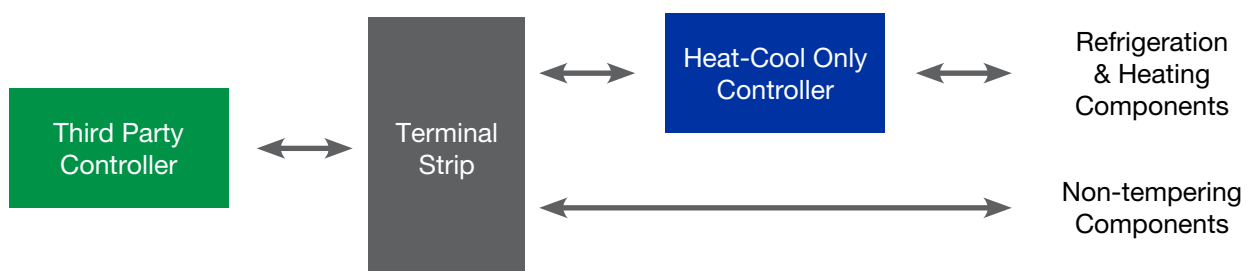 Third Party
Controller
Terminal
Strip
Heat-Cool Only
Controller
Refrigeration
& Heating
Components
Non-tempering
Components